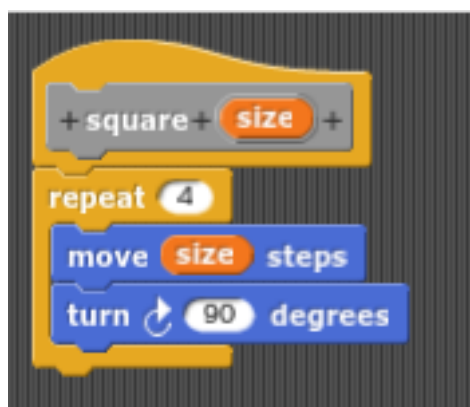 + square + size +
repeat 4
move size steps
turn ↻ 90 degrees